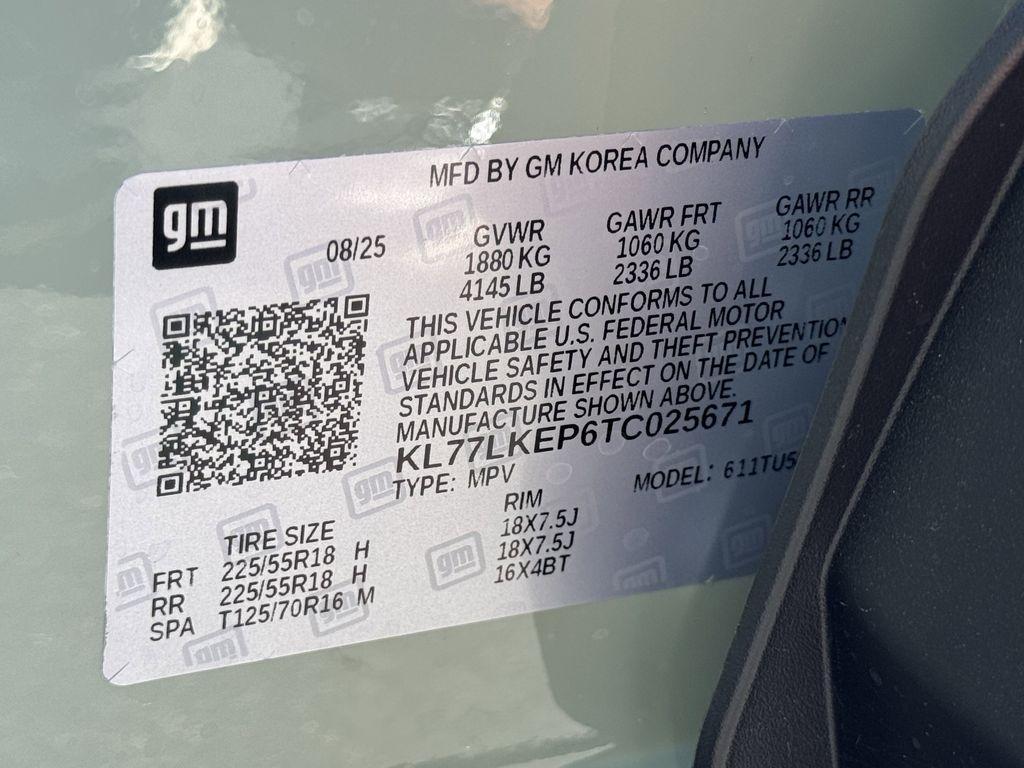 MFD BY GM KOREA COMPANY
gm
08/25
GVWR GAWR FRT GAWR RR
1880 KG 1060 KG 1060 KG
4145 LB 2336 LB 2336 LB
THIS VEHICLE CONFORMS TO ALL
APPLICABLE U.S. FEDERAL MOTOR
VEHICLE SAFETY AND THEFT PREVENTION
STANDARDS IN EFFECT ON THE DATE OF
MANUFACTURE SHOWN ABOVE.
KL77LKEP6TC025671
TYPE: MPV MODEL: 611TU5
TIRE SIZE RIM
FRT 225/55R18 H 18X7.5J
RR 225/55R18 H 18X7.5J
SPA T125/70R16 M 16X4BT